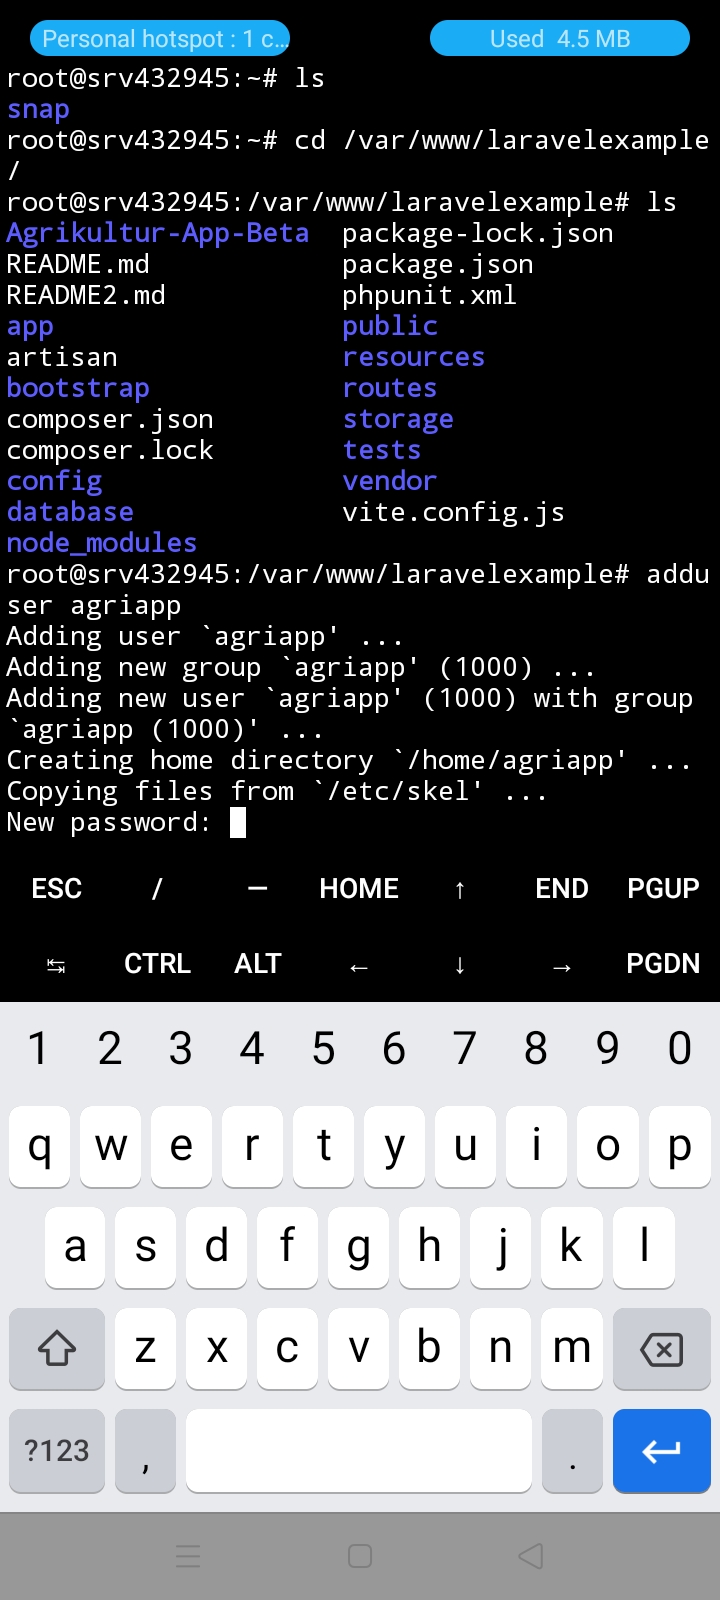 Personal hotspot : 1 c... Used 4.5 MB
root@srv432945:~# ls
snap
root@srv432945:~# cd /var/www/laravelexample
/
root@srv432945:/var/www/laravelexample# ls
Agrikultur-App-Beta package-lock.json
README.md package.json
README2.md phpunit.xml
app public
artisan resources
bootstrap routes
composer.json storage
composer.lock tests
config vendor
database vite.config.js
node_modules
root@srv432945:/var/www/laravelexample# addu
ser agriapp
Adding user `agriapp' ...
Adding new group `agriapp' (1000) ...
Adding new user `agriapp' (1000) with group
`agriapp (1000)' ...
Creating home directory `/home/agriapp' ...
Copying files from `/etc/skel' ...
New password:
ESC / — HOME ↑ END PGUP
↹ CTRL ALT ← ↓ → PGDN
1 2 3 4 5 6 7 8 9 0
q w e r t y u i o p
a s d f g h j k l
z x c v b n m
?123 , .